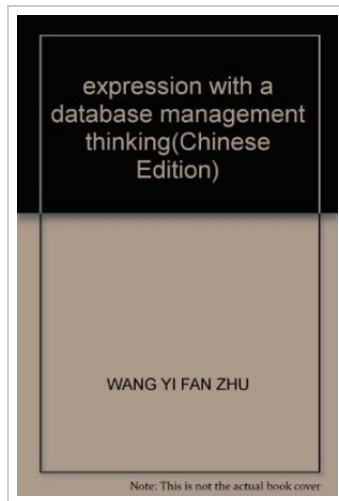 expression with a
database management
thinking(Chinese
Edition)
WANG YI FAN ZHU
Note: This is not the actual book cover